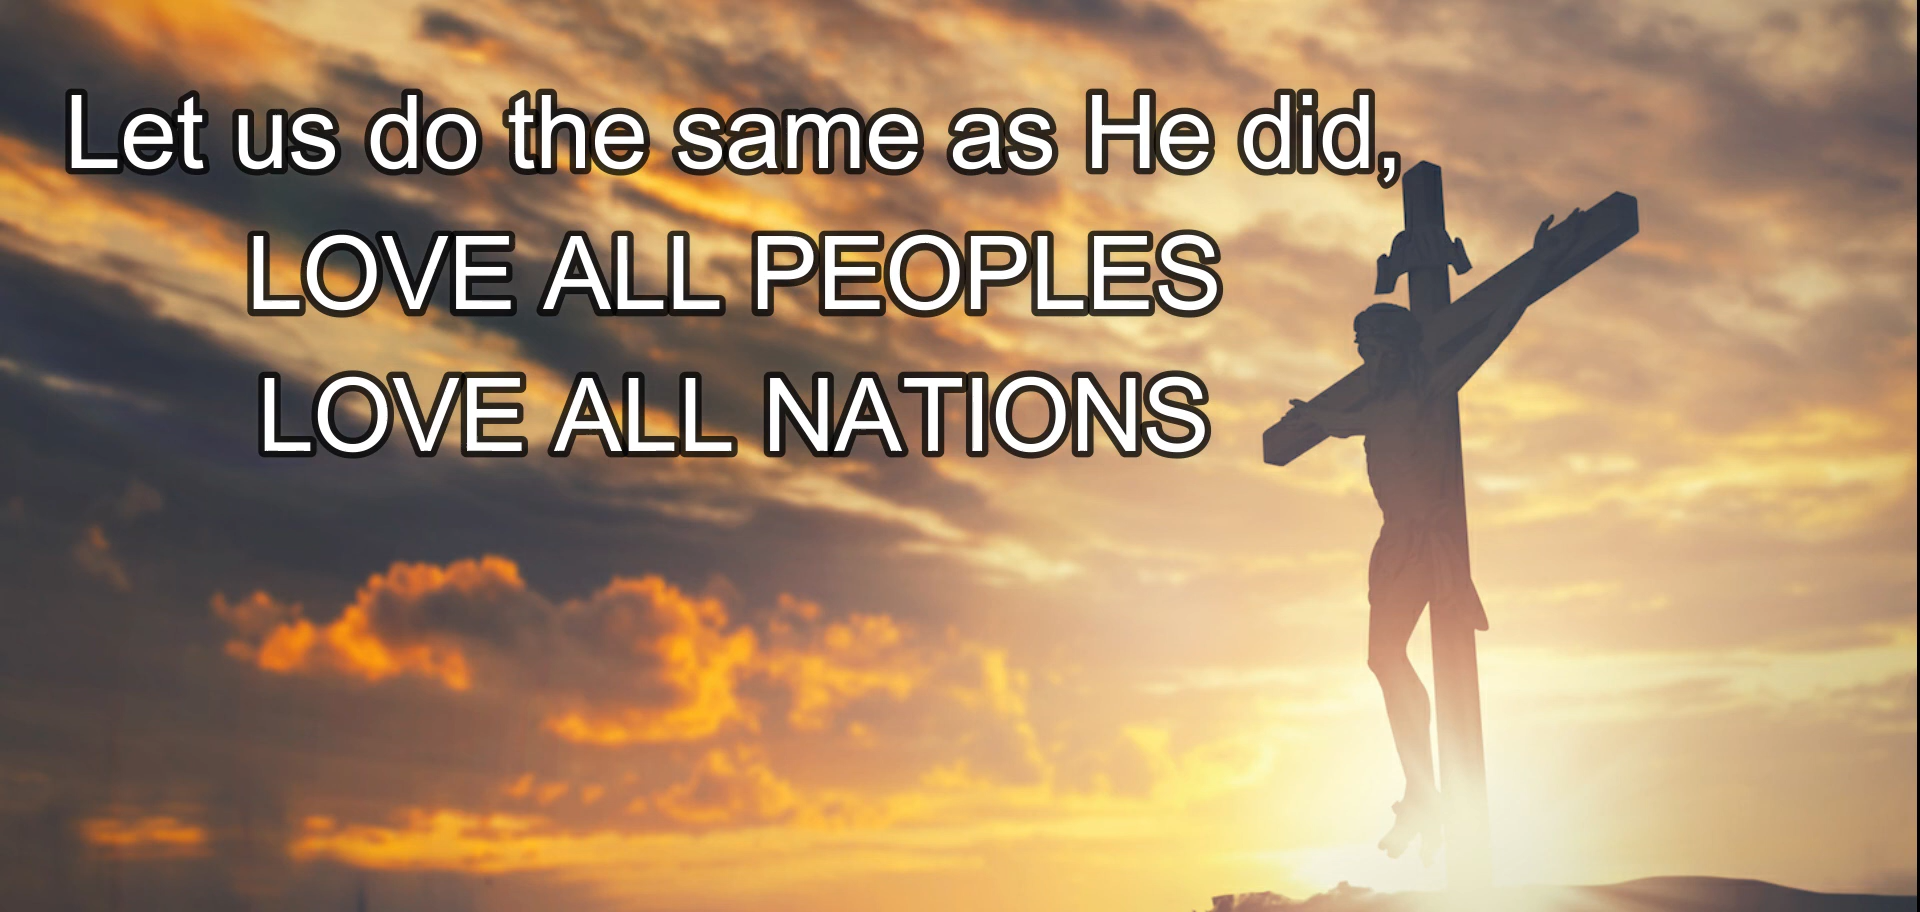 Let us do the same as He did,
LOVE ALL PEOPLES
LOVE ALL NATIONS